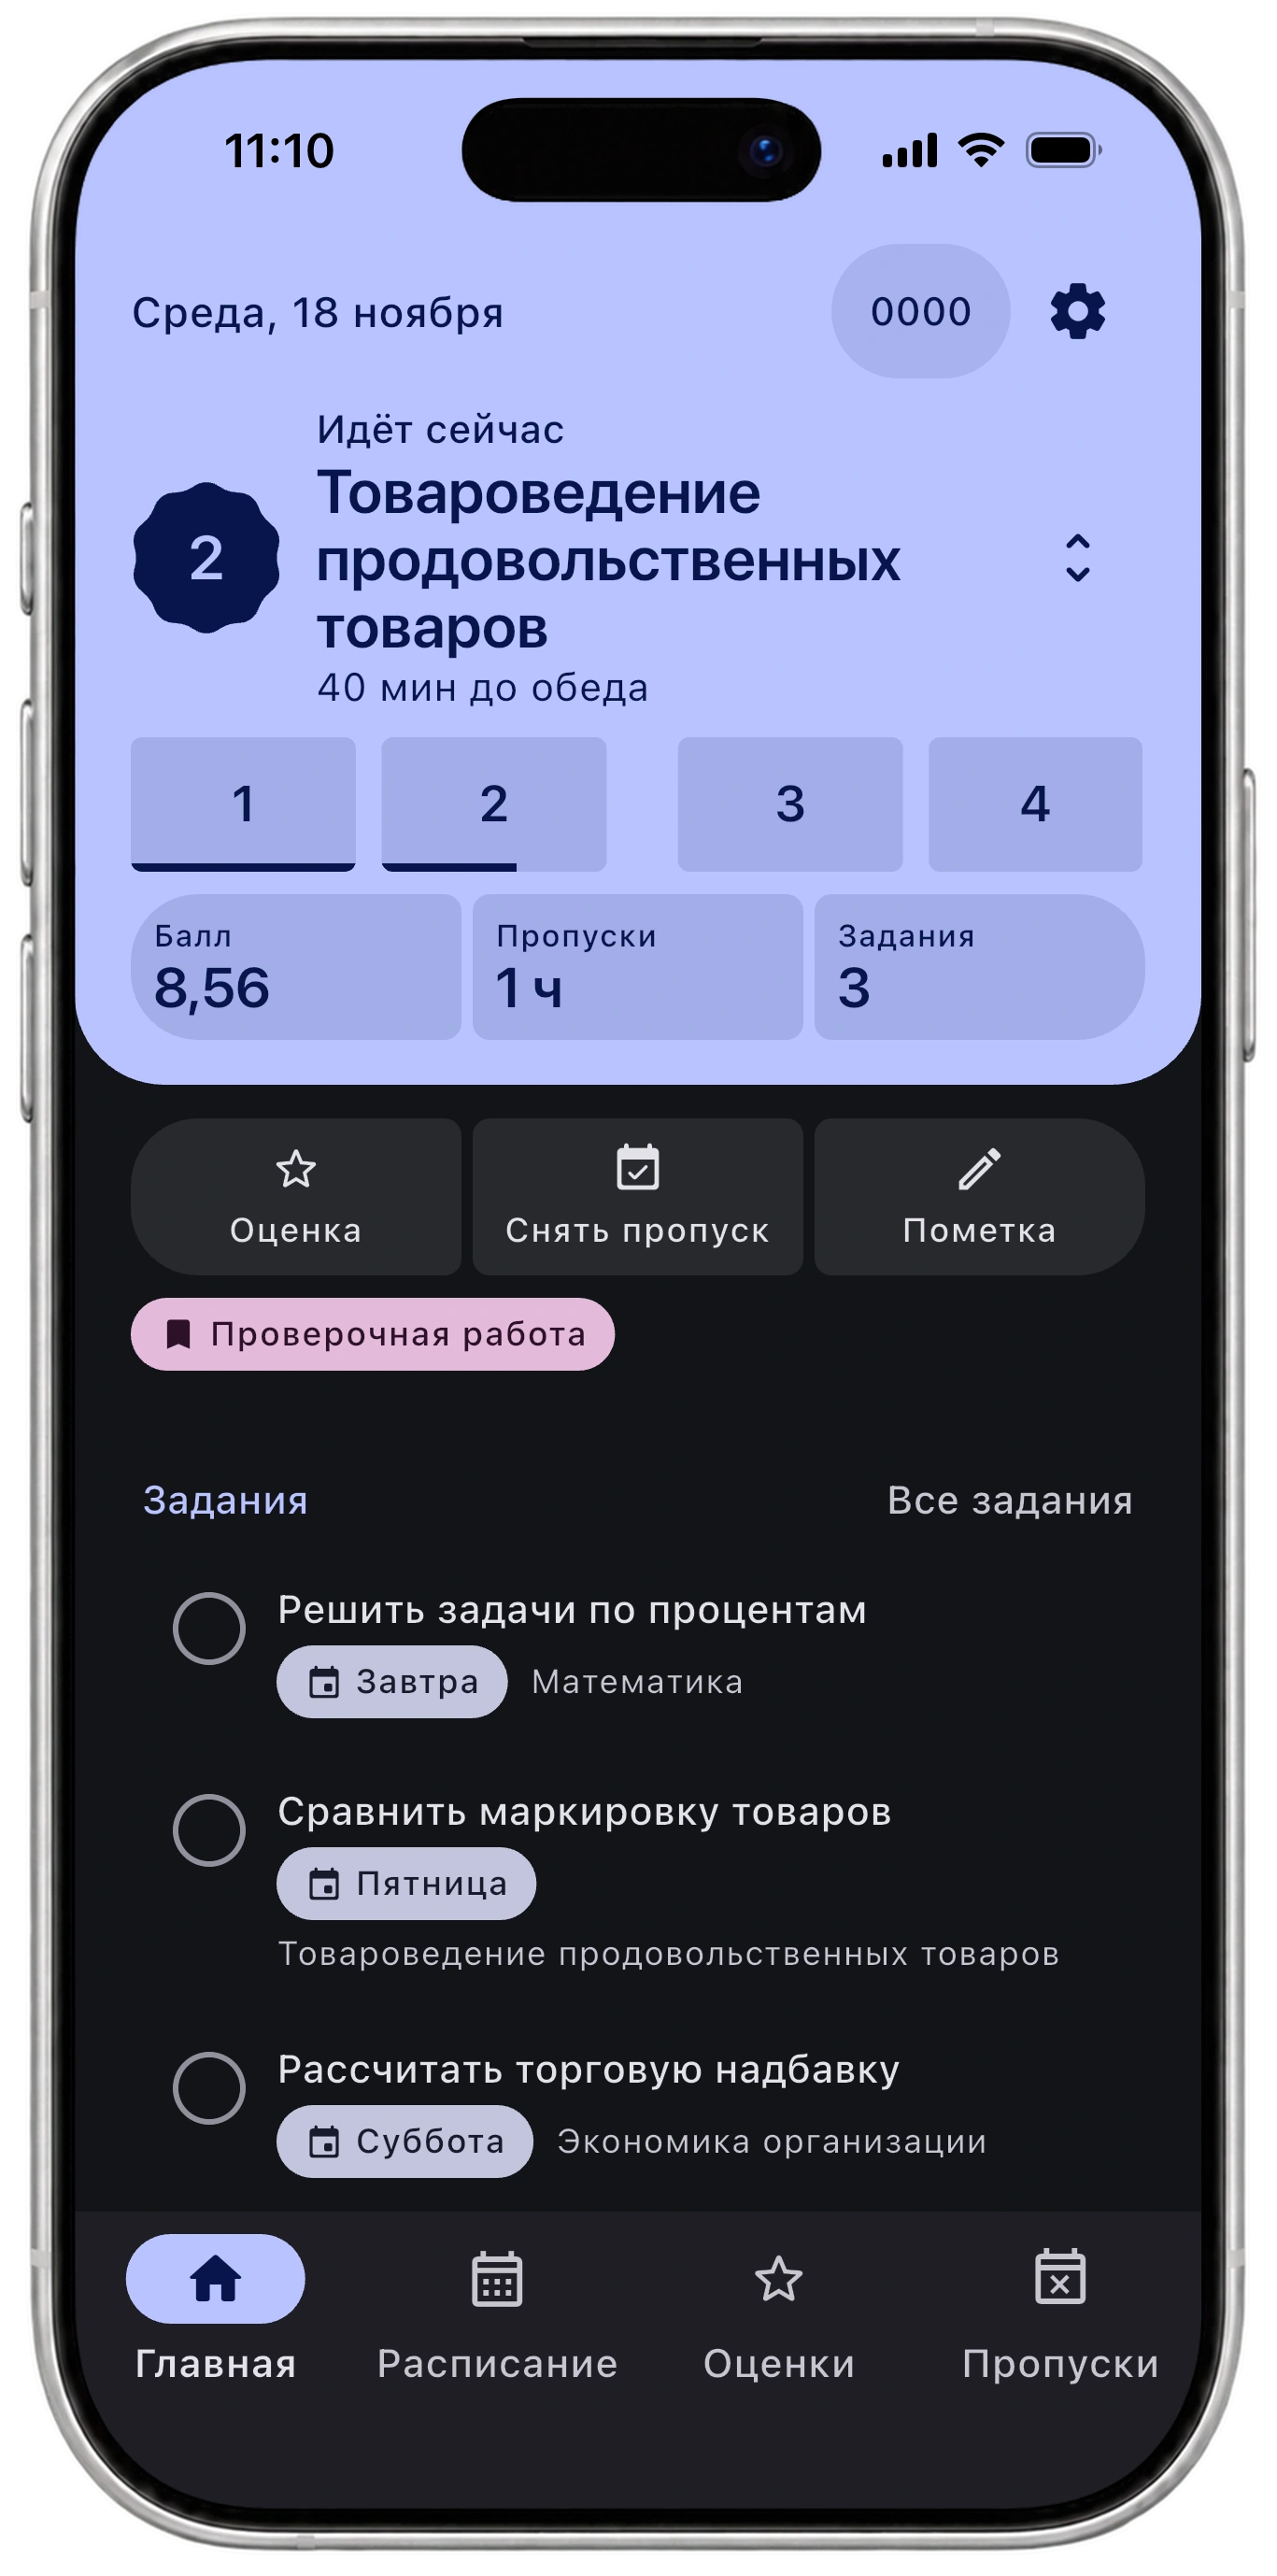 11:10
Среда, 18 ноября
0000
Идёт сейчас
2
Товароведение
продовольственных
товаров
40 мин до обеда
1
2
3
4
Балл
8,56
Пропуски
1 ч
Задания
3
Оценка
Снять пропуск
Пометка
Проверочная работа
Задания
Все задания
Решить задачи по процентам
Завтра
Математика
Сравнить маркировку товаров
Пятница
Товароведение продовольственных товаров
Рассчитать торговую надбавку
Суббота
Экономика организации
Главная
Расписание
Оценки
Пропуски